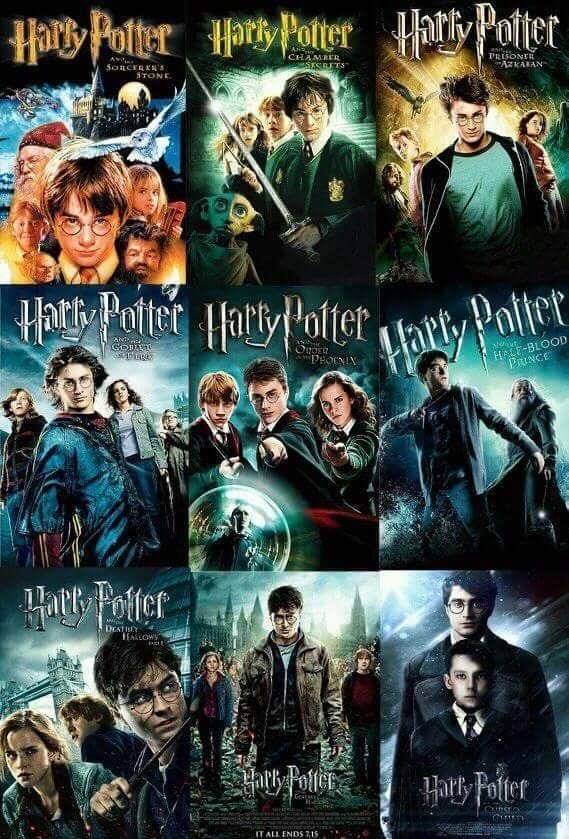 Harry Potter
AND THE
SORCERER'S
STONE
Harry Potter
AND THE
CHAMBER
OF SECRETS
Harry Potter
AND THE
PRISONER
OF AZKABAN
Harry Potter
AND THE
GOBLET
OF FIRE
Harry Potter
AND THE
ORDER
OF THE PHOENIX
Harry Potter
AND THE
HALF-BLOOD
PRINCE
Harry Potter
AND THE
DEATHLY
HALLOWS
PART 1
Harry Potter
DEATHLY
IT ALL ENDS 7.15
Harry Potter
CURSED
CHILD